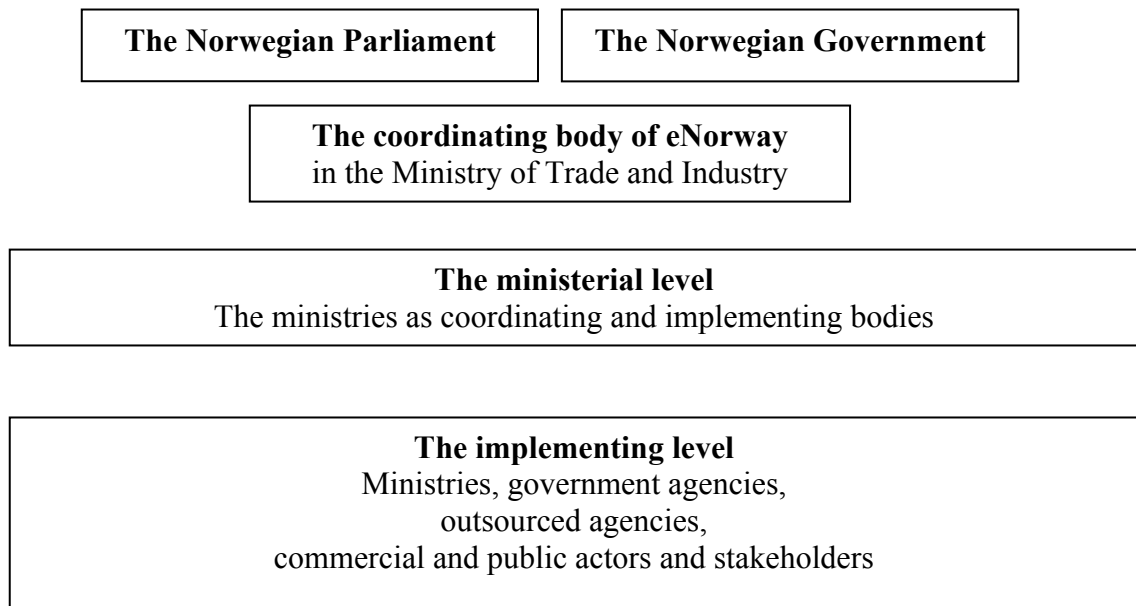 The Norwegian Parliament
The Norwegian Government
The coordinating body of eNorway
in the Ministry of Trade and Industry
The ministerial level
The ministries as coordinating and implementing bodies
The implementing level
Ministries, government agencies,
outsourced agencies,
commercial and public actors and stakeholders